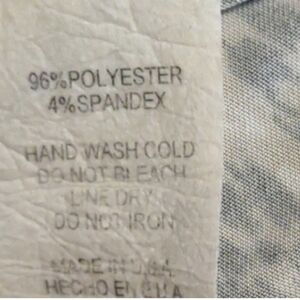 96%POLYESTER
4%SPANDEX
HAND WASH COLD
DO NOT BLEACH
LINE DRY
DO NOT IRON
MADE IN U.S.A
HECHO EN